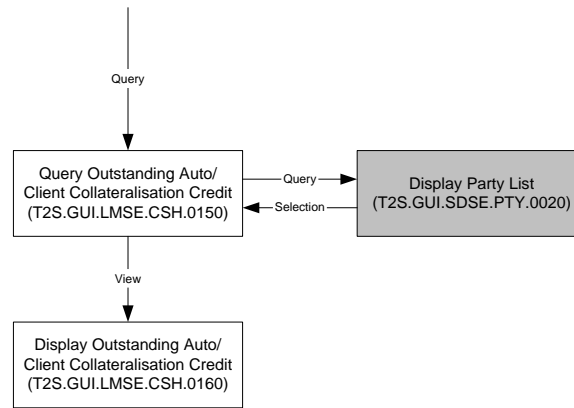 Query
Query Outstanding Auto/
Client Collateralisation Credit
(T2S.GUI.LMSE.CSH.0150)
Query
Selection
Display Party List
(T2S.GUI.SDSE.PTY.0020)
View
Display Outstanding Auto/
Client Collateralisation Credit
(T2S.GUI.LMSE.CSH.0160)